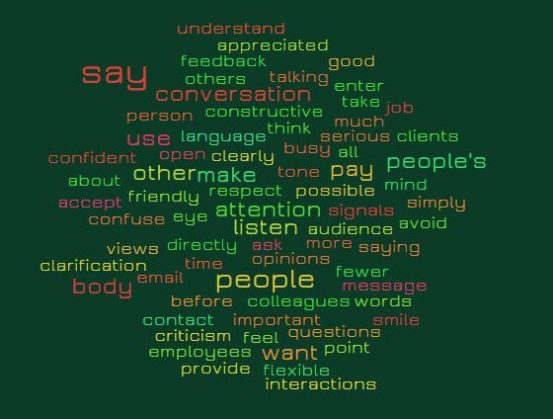 understand
appreciated
feedback good
others talking enter
say conversation take job
person constructive much
use language think serious clients
confident open clearly busy all people's
about other make tone pay mind
accept friendly respect possible simply
confuse eye attention signals avoid
listen audience
views directly ask more saying
clarification time opinions
body email people fewer message
before colleagues words
contact important smile
criticism feel questions
employees want point
provide flexible
interactions